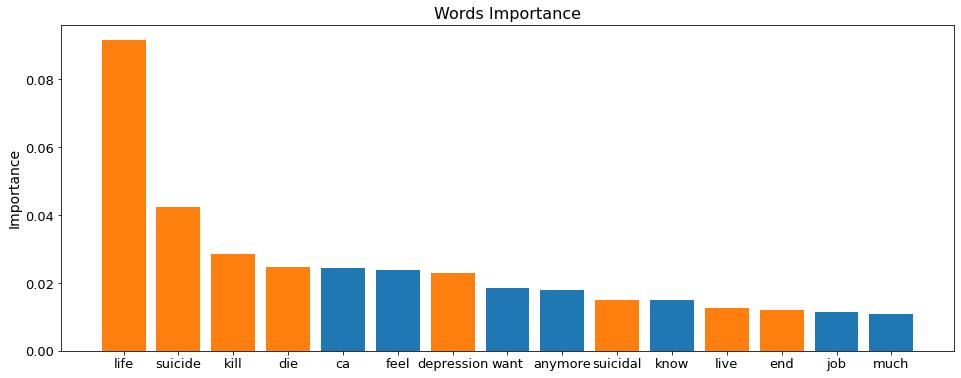 Words Importance
Importance
0.08
0.06
0.04
0.02
0.00
life suicide kill die ca feel depression want anymore suicidal know live end job much